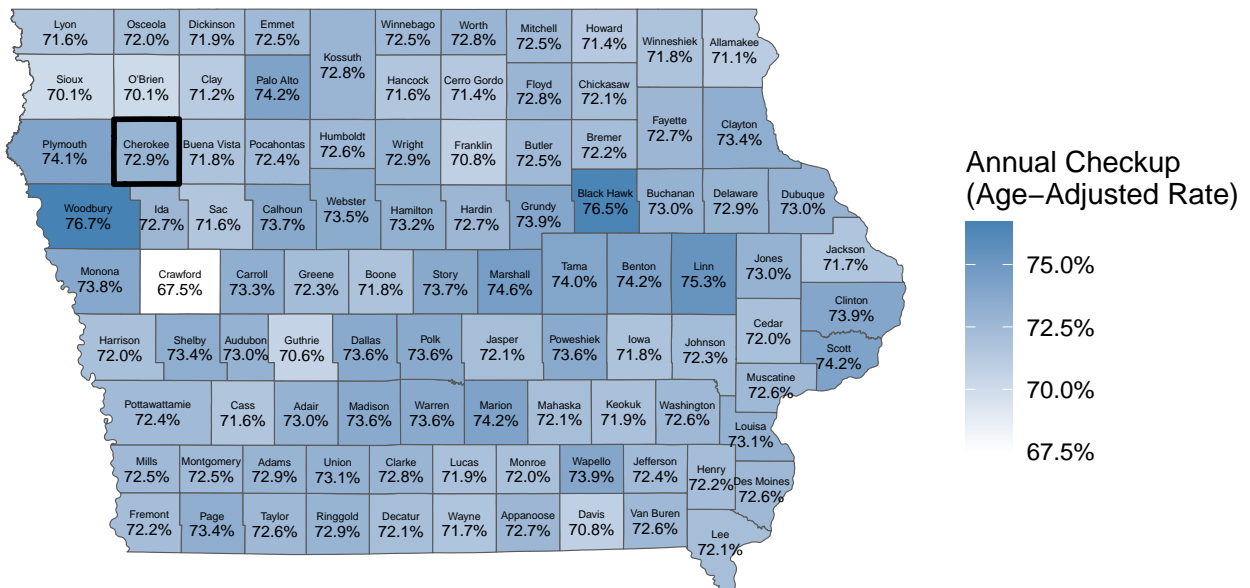 Lyon
71.6%
Osceola
72.0%
Dickinson
71.9%
Emmet
72.5%
Kossuth
72.8%
Winnebago
72.5%
Worth
72.8%
Mitchell
72.5%
Howard
71.4%
Winneshiek
71.8%
Allamakee
71.1%
Sioux
70.1%
O'Brien
70.1%
Clay
71.2%
Palo Alto
74.2%
Hancock
71.6%
Cerro Gordo
71.4%
Floyd
72.8%
Chickasaw
72.1%
Fayette
72.7%
Clayton
73.4%
Plymouth
74.1%
Cherokee
72.9%
Buena Vista
71.8%
Pocahontas
72.4%
Humboldt
72.6%
Wright
72.9%
Franklin
70.8%
Butler
72.5%
Bremer
72.2%
Woodbury
76.7%
Ida
72.7%
Sac
71.6%
Calhoun
73.7%
Webster
73.5%
Hamilton
73.2%
Hardin
72.7%
Grundy
73.9%
Black Hawk
76.5%
Buchanan
73.0%
Delaware
72.9%
Dubuque
73.0%
Monona
73.8%
Crawford
67.5%
Carroll
73.3%
Greene
72.3%
Boone
71.8%
Story
73.7%
Marshall
74.6%
Tama
74.0%
Benton
74.2%
Linn
75.3%
Jones
73.0%
Jackson
71.7%
Clinton
73.9%
Harrison
72.0%
Shelby
73.4%
Audubon
73.0%
Guthrie
70.6%
Dallas
73.6%
Polk
73.6%
Jasper
72.1%
Poweshiek
73.6%
Iowa
71.8%
Johnson
72.3%
Cedar
72.0%
Scott
74.2%
Muscatine
72.6%
Pottawattamie
72.4%
Cass
71.6%
Adair
73.0%
Madison
73.6%
Warren
73.6%
Marion
74.2%
Mahaska
72.1%
Keokuk
71.9%
Washington
72.6%
Louisa
73.1%
Mills
72.5%
Montgomery
72.5%
Adams
72.9%
Union
73.1%
Clarke
72.8%
Lucas
71.9%
Monroe
72.0%
Wapello
73.9%
Jefferson
72.4%
Henry
72.2%
Des Moines
72.6%
Fremont
72.2%
Page
73.4%
Taylor
72.6%
Ringgold
72.9%
Decatur
72.1%
Wayne
71.7%
Appanoose
72.7%
Davis
70.8%
Van Buren
72.6%
Lee
72.1%
Annual Checkup
(Age−Adjusted Rate)
75.0%
72.5%
70.0%
67.5%